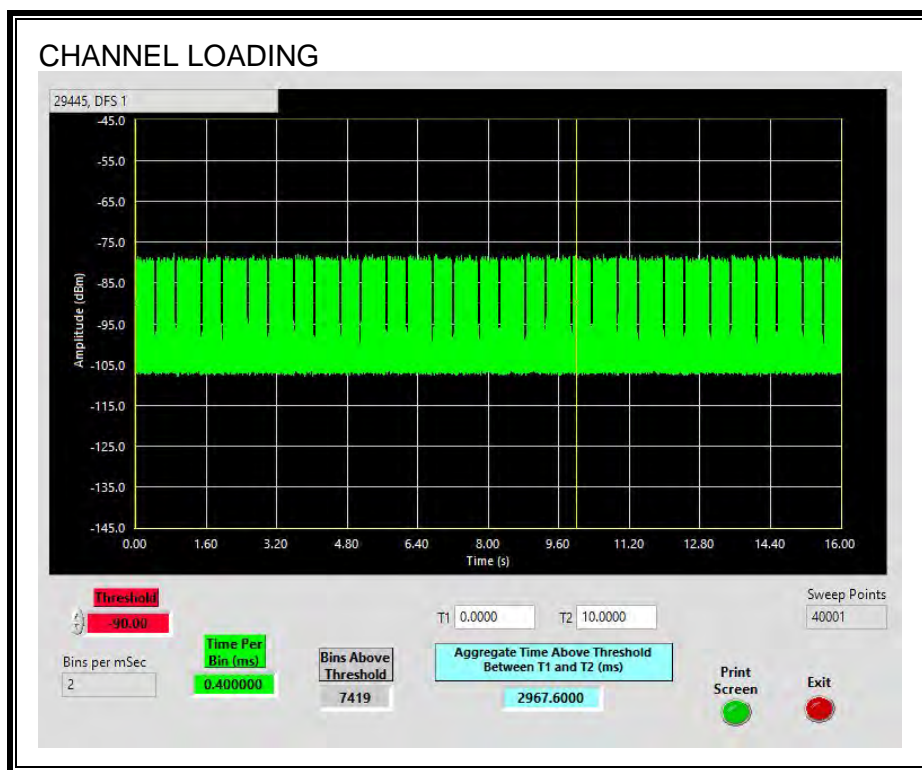 CHANNEL LOADING
29445, DFS 1
-45.0
-55.0
-65.0
-75.0
-85.0
-95.0
-105.0
-115.0
-125.0
-135.0
-145.0
Amplitude (dBm)
0.00 1.60 3.20 4.80 6.40 8.00 9.60 11.20 12.80 14.40 16.00
Time (s)
Threshold
-90.00
T1 0.0000 T2 10.0000
Sweep Points
40001
Bins per mSec
2
Time Per
Bin (ms)
0.400000
Bins Above
Threshold
7419
Aggregate Time Above Threshold
Between T1 and T2 (ms)
2967.6000
Print
Screen
Exit